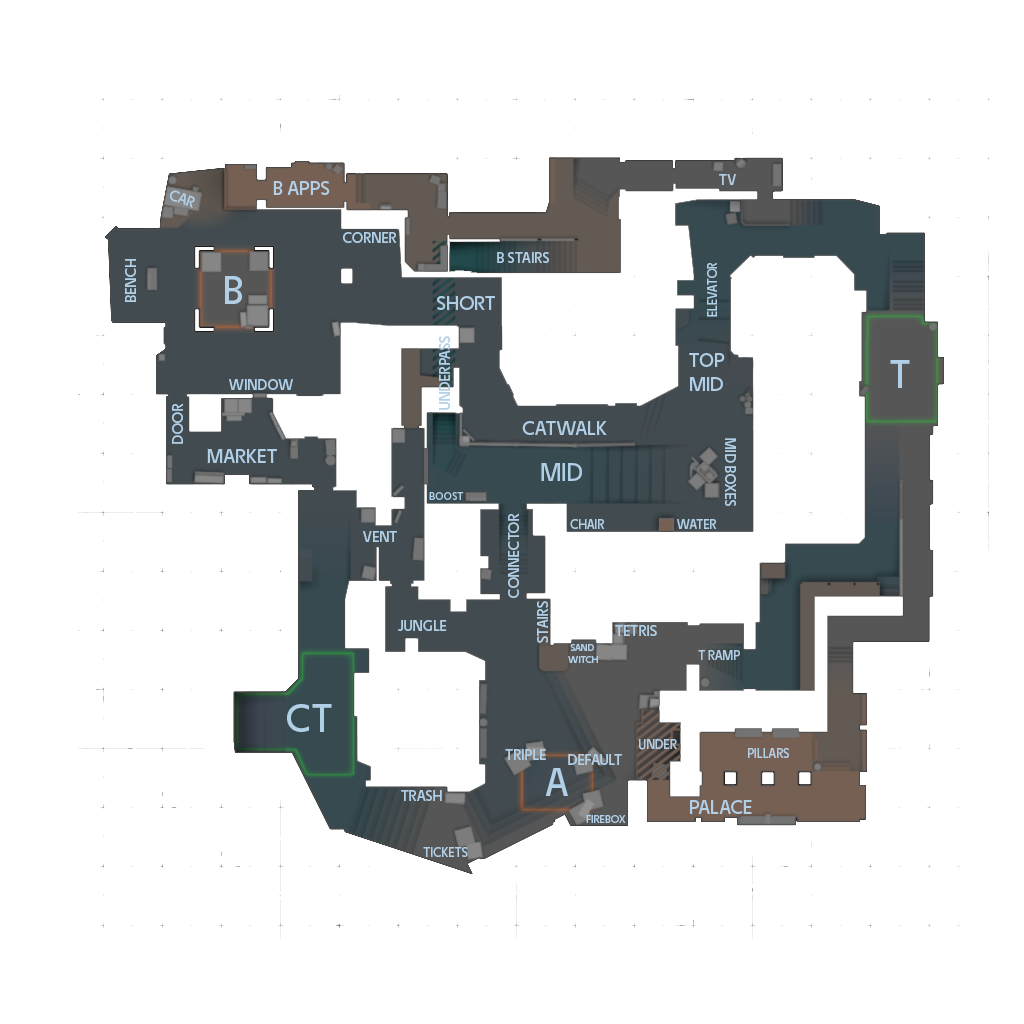 TV
B APPS
CAR
CORNER
B STAIRS
BENCH
B
ELEVATOR
SHORT
UNDERPASS
TOP
MID
T
WINDOW
DOOR
CATWALK
MARKET
MID
MID BOXES
BOOST
CHAIR
WATER
VENT
CONNECTOR
JUNGLE
STAIRS
TETRIS
SAND
WITCH
T RAMP
CT
UNDER
PILLARS
TRIPLE
DEFAULT
A
TRASH
PALACE
FIREBOX
TICKETS